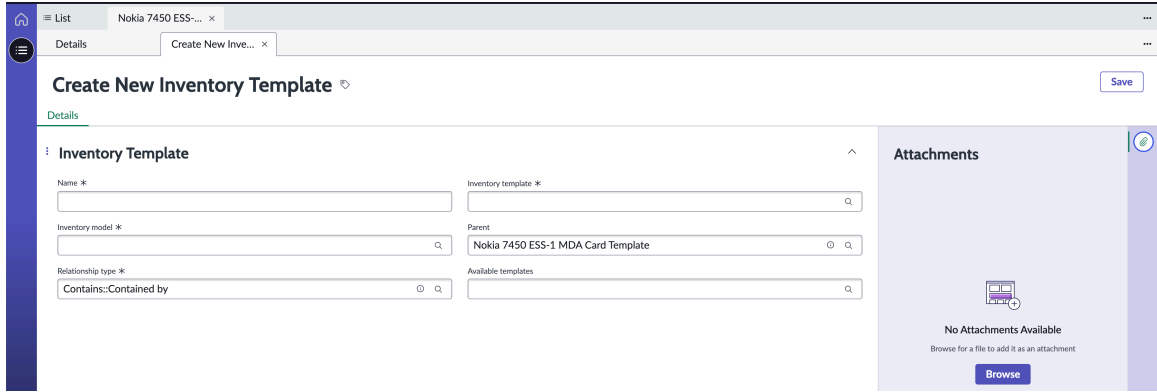 List
Nokia 7450 ESS-... ×
Details
Create New Inve... ×
Create New Inventory Template
Save
Details
Inventory Template
Name *
Inventory template *
Inventory model *
Parent
Nokia 7450 ESS-1 MDA Card Template
Relationship type *
Contains::Contained by
Available templates
Attachments
No Attachments Available
Browse for a file to add it as an attachment
Browse